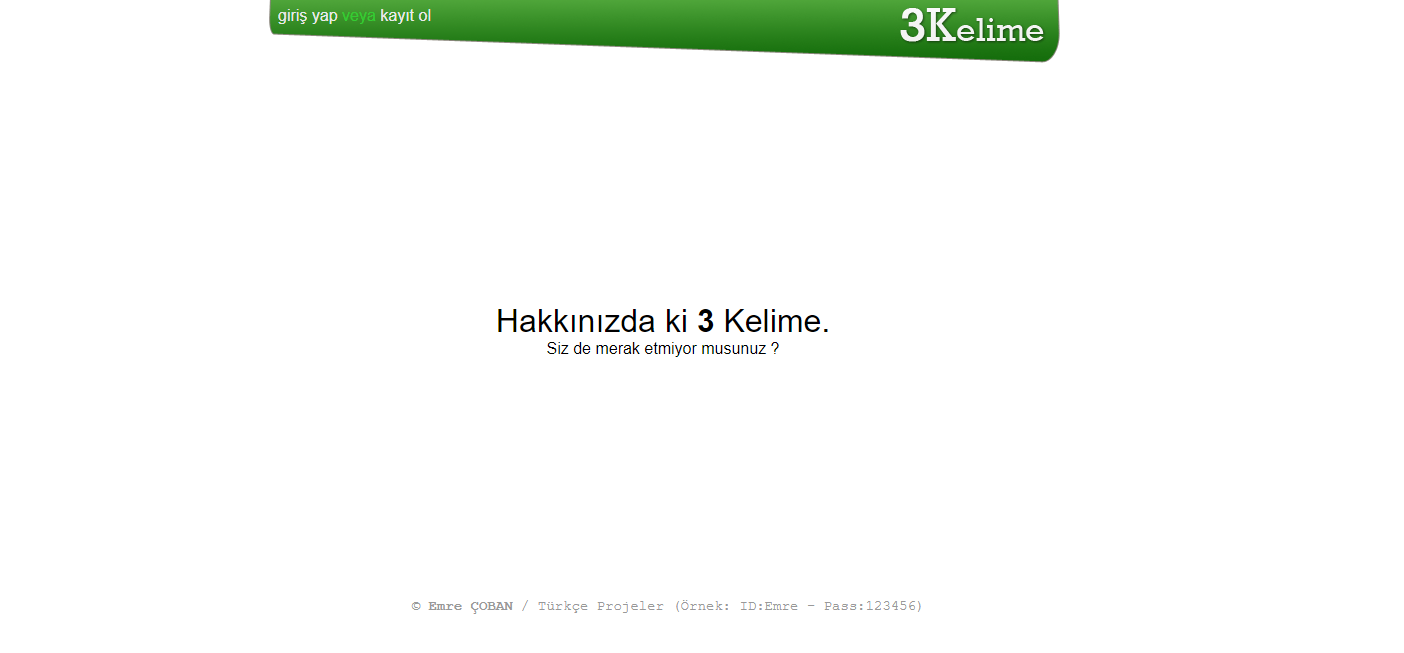 giriş yap veya kayıt ol
3Kelime
Hakkınızda ki 3 Kelime.
Siz de merak etmiyor musunuz ?
© Emre ÇOBAN / Türkçe Projeler (Örnek: ID:Emre - Pass:123456)